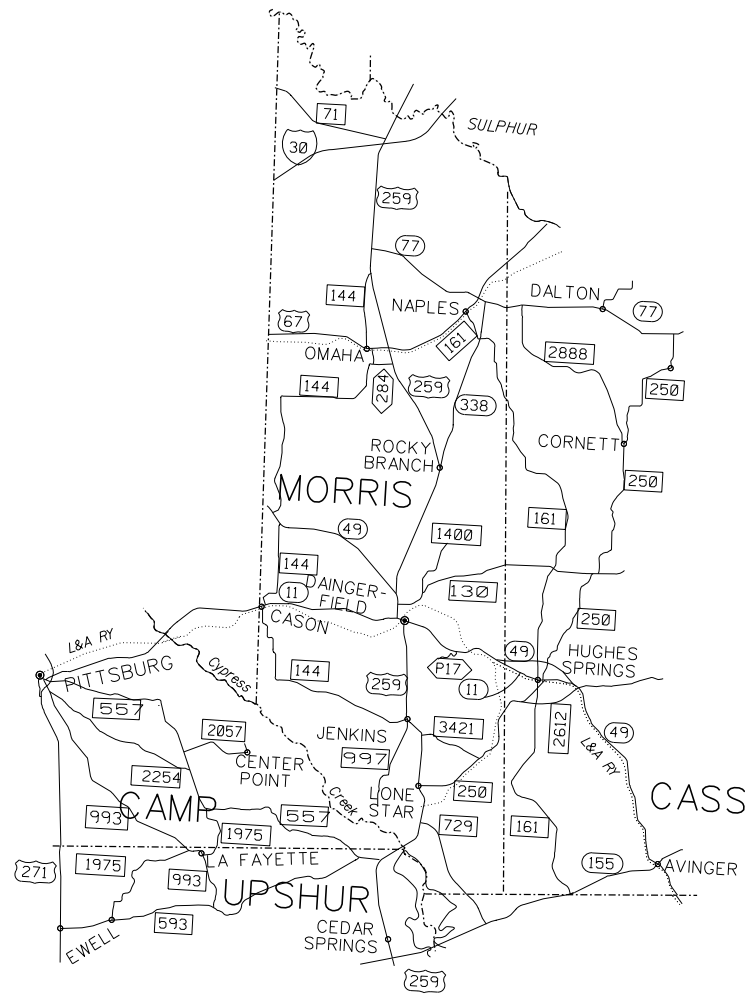 71
SULPHUR
30
259
77
144
NAPLES
DALTON
77
67
161
OMAHA
2888
144
284
259
250
338
ROCKY
BRANCH
CORNETT
MORRIS
250
161
49
1400
144
11
DAINGER-
FIELD
130
CASON
250
L&A RY
49
HUGHES
SPRINGS
PITTSBURG
Cypress
144
259
P17
11
557
2057
JENKINS
3421
2612
49
997
L&A RY
CENTER
POINT
2254
LONE
STAR
250
CASS
CAMP
993
557
Creek
1975
729
161
1975
LA FAYETTE
155
AVINGER
271
993
UPSHUR
593
CEDAR
SPRINGS
EWELL
259